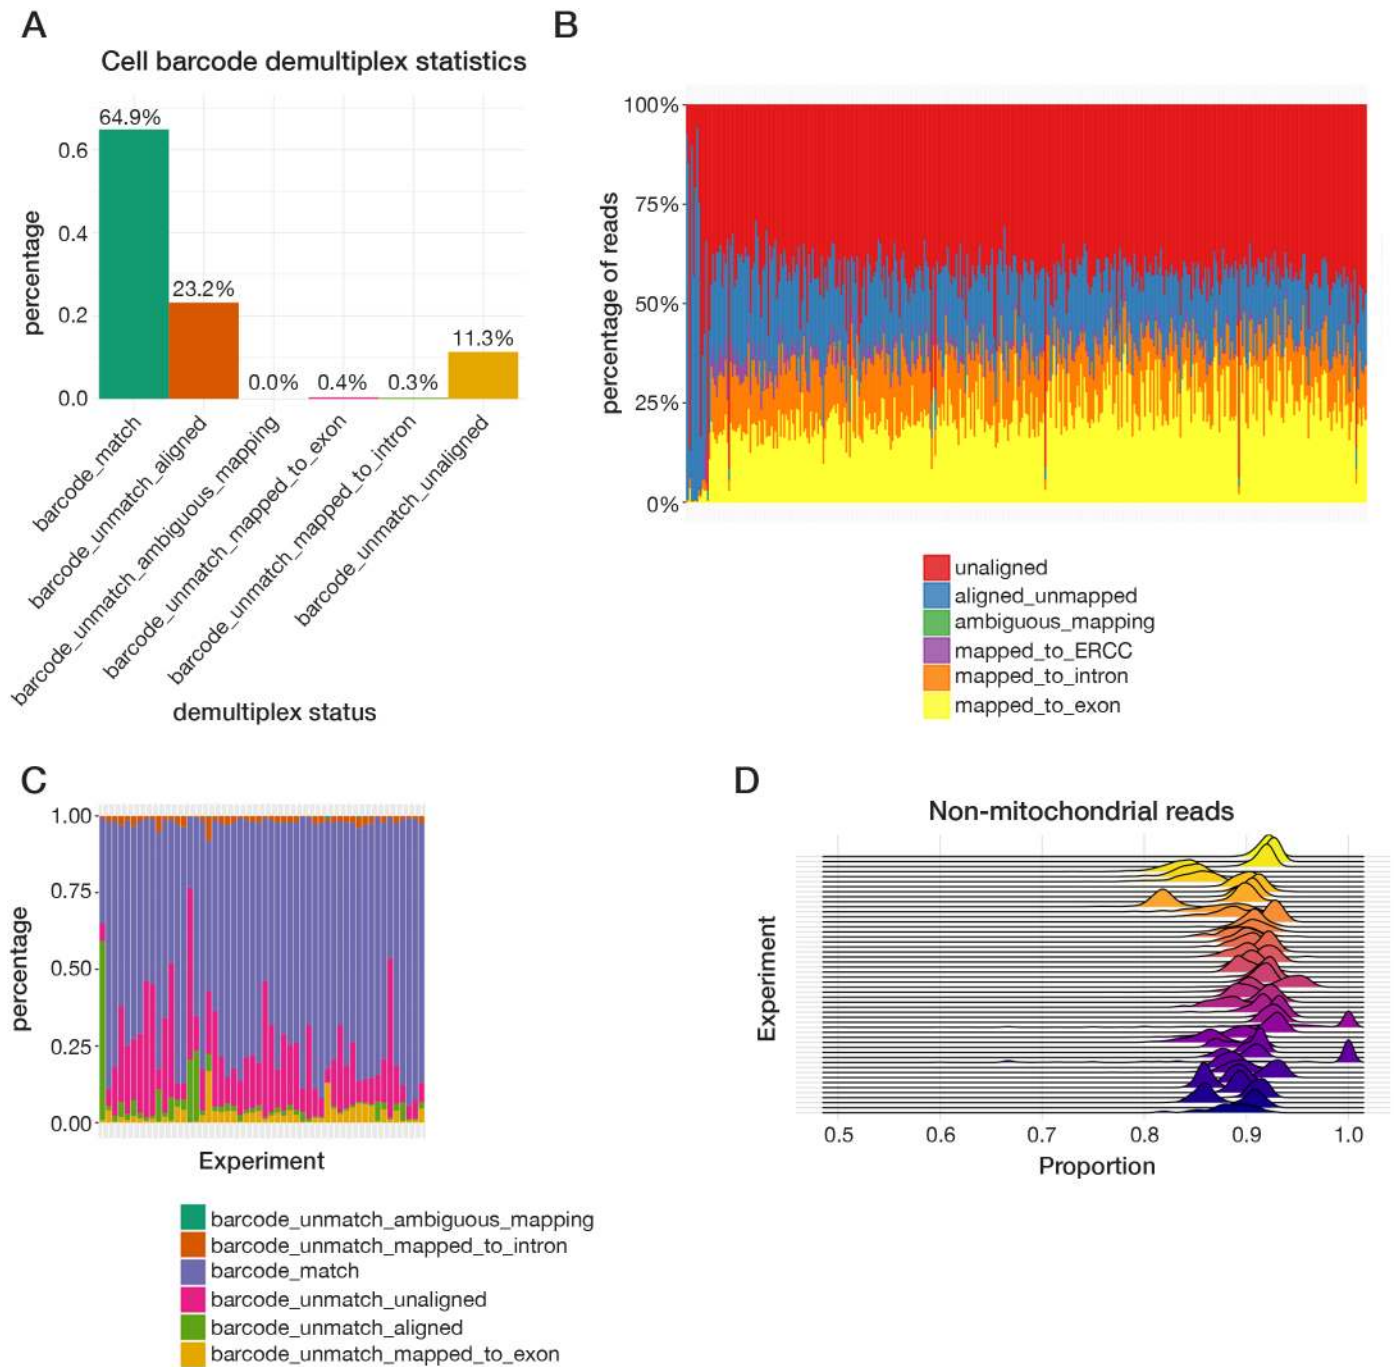 A
Cell barcode demultiplex statistics
percentage
0.6
0.4
0.2
0.0
64.9%
23.2%
0.0%
0.4%
0.3%
11.3%
barcode_match
barcode_unmatch_aligned
barcode_unmatch_ambiguous_mapping
barcode_unmatch_mapped_to_exon
barcode_unmatch_mapped_to_intron
barcode_unmatch_unaligned
demultiplex status
B
percentage of reads
100%
75%
50%
25%
0%
unaligned
aligned_unmapped
ambiguous_mapping
mapped_to_ERCC
mapped_to_intron
mapped_to_exon
C
percentage
1.00
0.75
0.50
0.25
0.00
Experiment
barcode_unmatch_ambiguous_mapping
barcode_unmatch_mapped_to_intron
barcode_match
barcode_unmatch_unaligned
barcode_unmatch_aligned
barcode_unmatch_mapped_to_exon
D
Non-mitochondrial reads
Experiment
0.5 0.6 0.7 0.8 0.9 1.0
Proportion